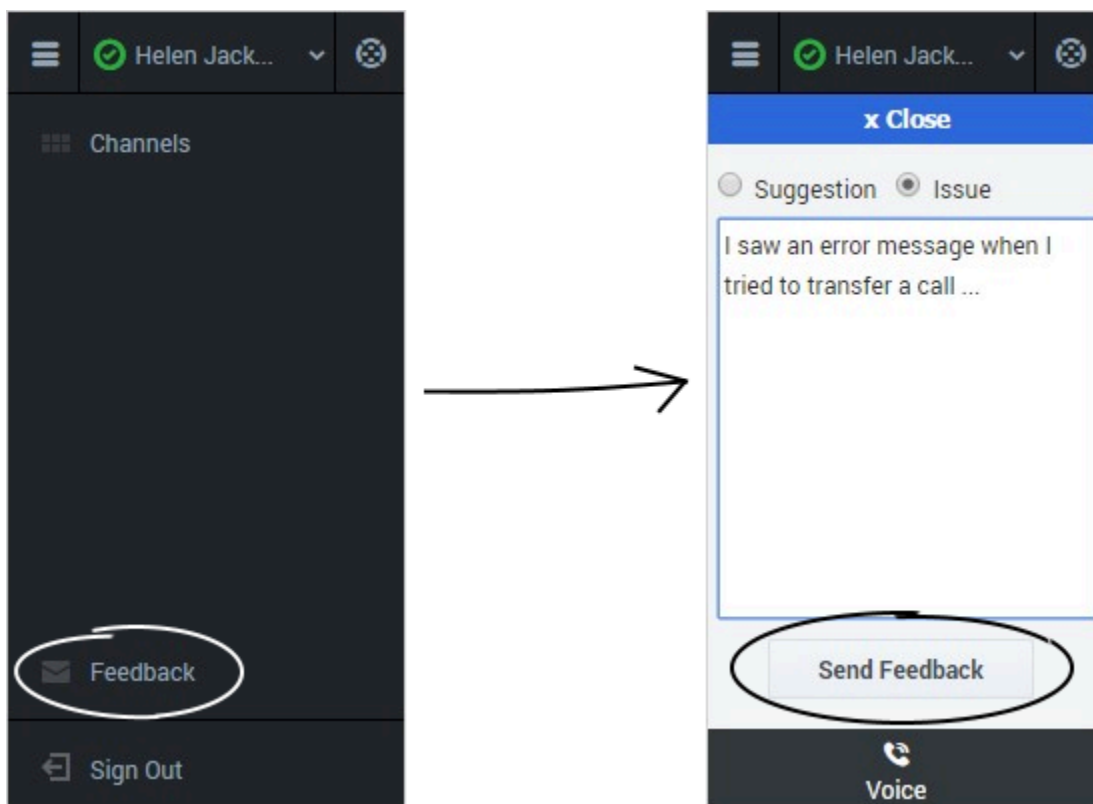 Helen Jack...
Channels
Feedback
Sign Out
Helen Jack...
x Close
Suggestion Issue
I saw an error message when I
tried to transfer a call ...
Send Feedback
Voice